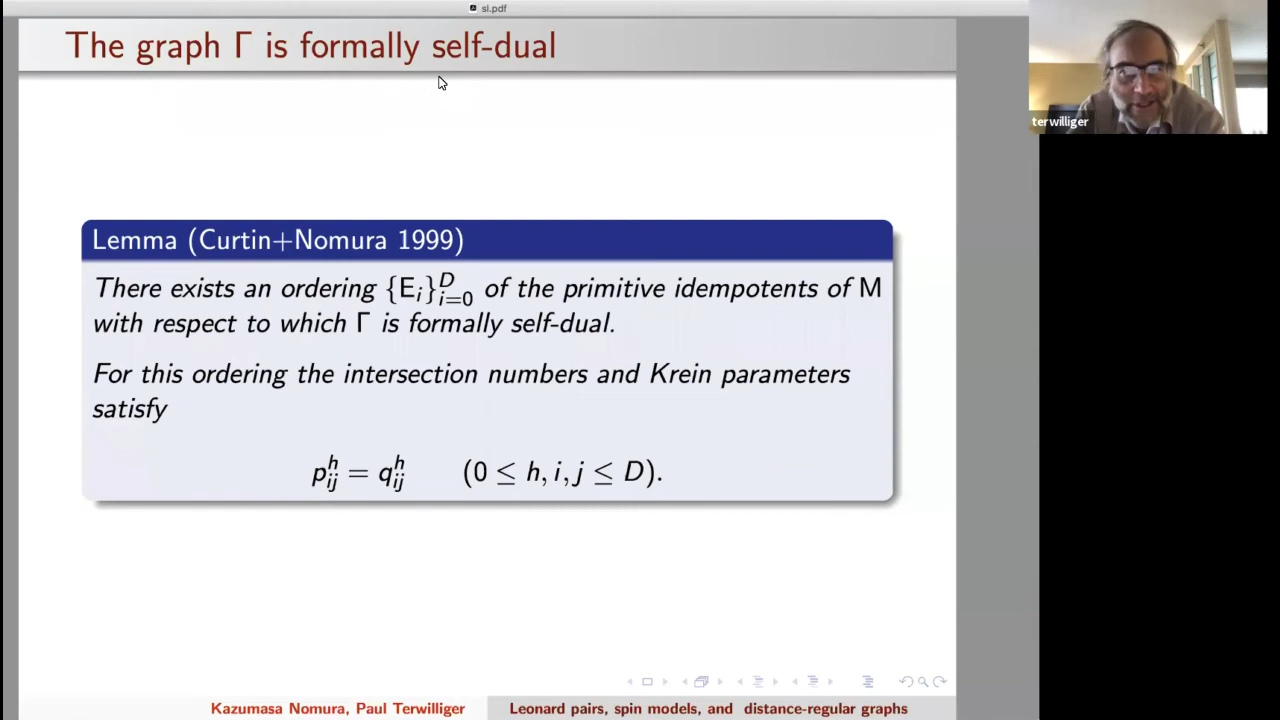 sl.pdf
The graph Γ is formally self-dual
terwilliger
Lemma (Curtin+Nomura 1999)
There exists an ordering {E_i}_{i=0}^D of the primitive idempotents of M
with respect to which Γ is formally self-dual.
For this ordering the intersection numbers and Krein parameters
satisfy
p_{ij}^h = q_{ij}^h (0 ≤ h, i, j ≤ D).
Kazumasa Nomura, Paul Terwilliger
Leonard pairs, spin models, and distance-regular graphs